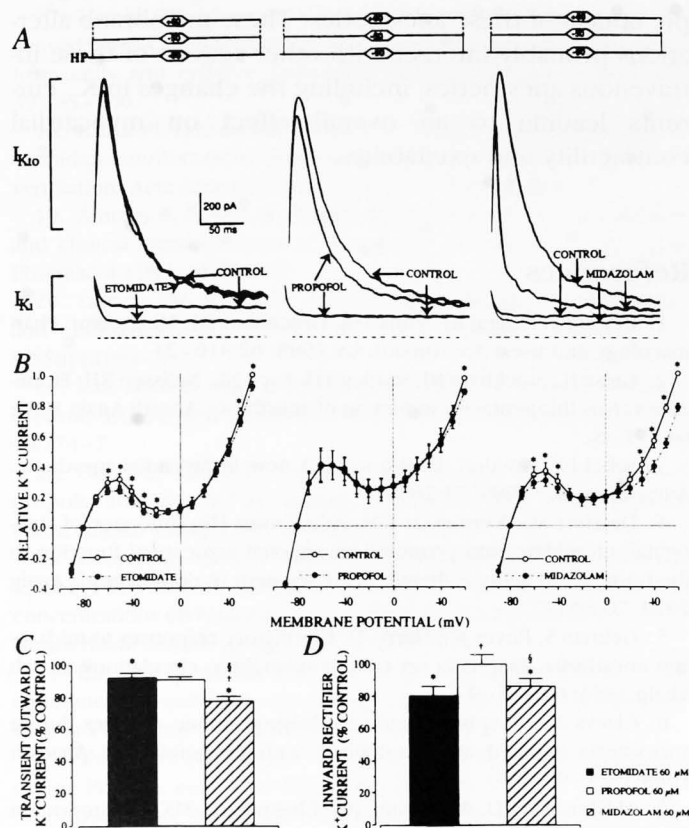 A
HP
I_Kto
I_K1
200 pA
50 ms
ETOMIDATE
CONTROL
PROPOFOL
CONTROL
CONTROL
MIDAZOLAM
B
RELATIVE K⁺CURRENT
1.0
0.8
0.6
0.4
0.2
0.0
CONTROL
ETOMIDATE
CONTROL
PROPOFOL
CONTROL
MIDAZOLAM
-80 -40 0 40
-80 -40 0 40
-80 -40 0 40
MEMBRANE POTENTIAL (mV)
C
TRANSIENT OUTWARD
K⁺CURRENT (% CONTROL)
100
80
60
40
20
0
*
§
D
INWARD RECTIFIER
K⁺CURRENT (% CONTROL)
100
80
60
40
20
0
*
†
*
§
ETOMIDATE 60 µM
PROPOFOL 60 µM
MIDAZOLAM 60 µM